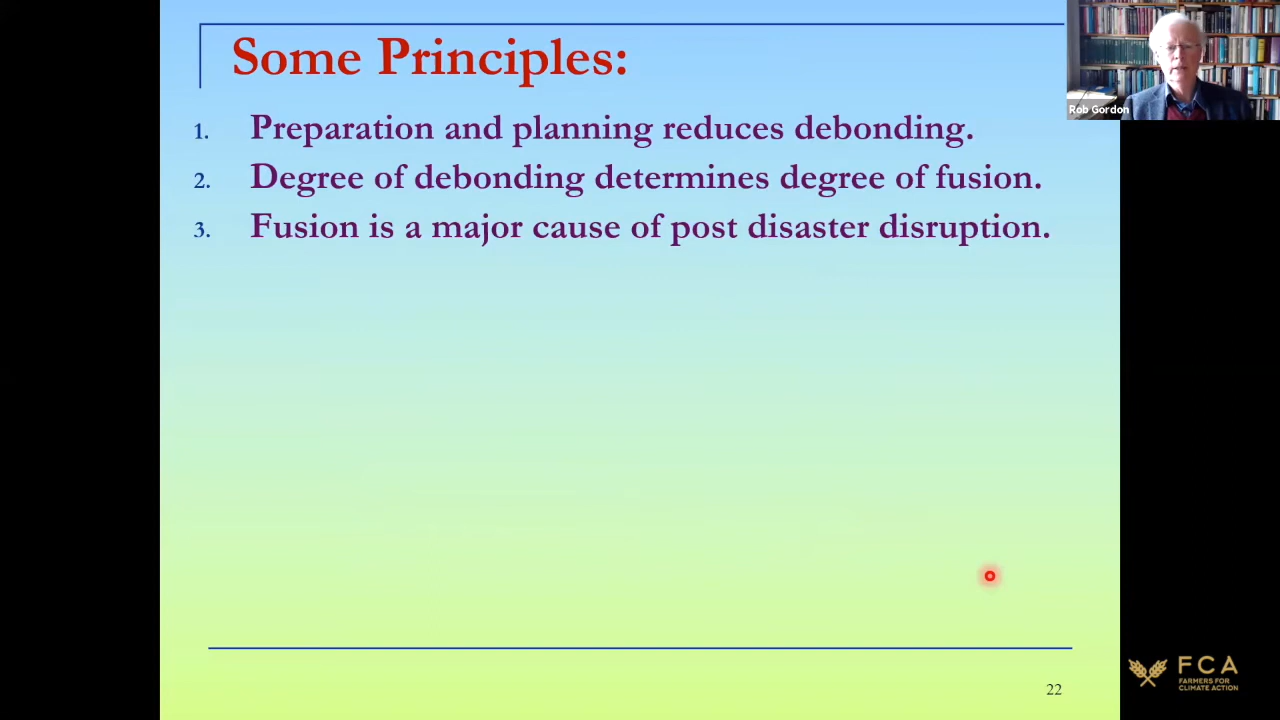 Some Principles:
1. Preparation and planning reduces debonding.
2. Degree of debonding determines degree of fusion.
3. Fusion is a major cause of post disaster disruption.
22
Rob Gordon
FCA
FARMERS FOR
CLIMATE ACTION